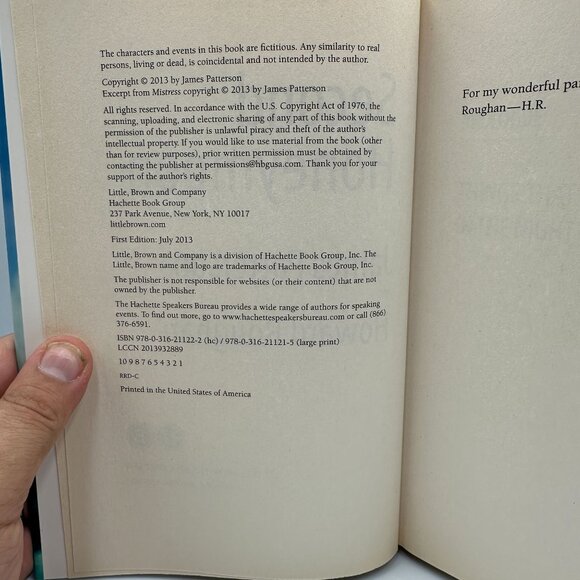 The characters and events in this book are fictitious. Any similarity to real
persons, living or dead, is coincidental and not intended by the author.
Copyright © 2013 by James Patterson
Excerpt from Mistress copyright © 2013 by James Patterson
All rights reserved. In accordance with the U.S. Copyright Act of 1976, the
scanning, uploading, and electronic sharing of any part of this book without the
permission of the publisher is unlawful piracy and theft of the author's
intellectual property. If you would like to use material from the book (other
than for review purposes), prior written permission must be obtained by
contacting the publisher at permissions@hbgusa.com. Thank you for your
support of the author's rights.
Little, Brown and Company
Hachette Book Group
237 Park Avenue, New York, NY 10017
littlebrown.com
First Edition: July 2013
Little, Brown and Company is a division of Hachette Book Group, Inc. The
Little, Brown name and logo are trademarks of Hachette Book Group, Inc.
The publisher is not responsible for websites (or their content) that are not
owned by the publisher.
The Hachette Speakers Bureau provides a wide range of authors for speaking
events. To find out more, go to www.hachettespeakersbureau.com or call (866)
376-6591.
ISBN 978-0-316-21122-2 (hc) / 978-0-316-21121-5 (large print)
LCCN 2013932889
10 9 8 7 6 5 4 3 2 1
RRD-C
Printed in the United States of America
For my wonderful
Roughan—H.R.